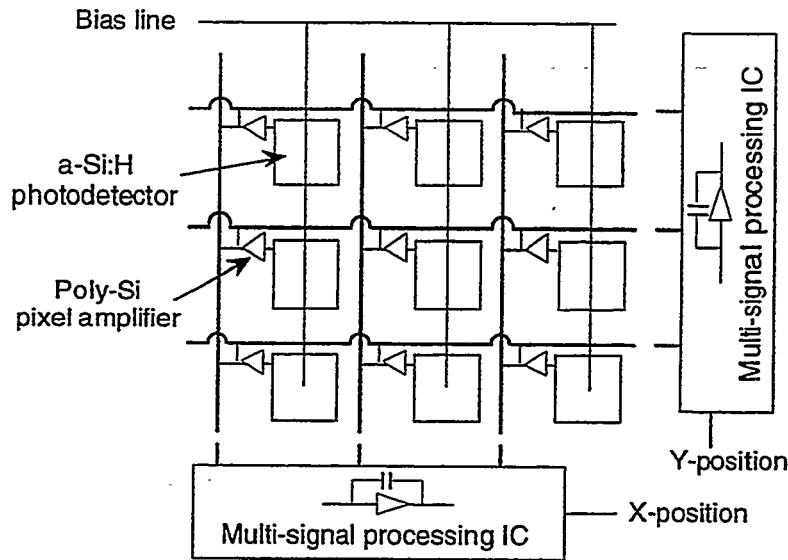 Bias line
a-Si:H
photodetector
Poly-Si
pixel amplifier
Multi-signal processing IC
Y-position
X-position
Multi-signal processing IC